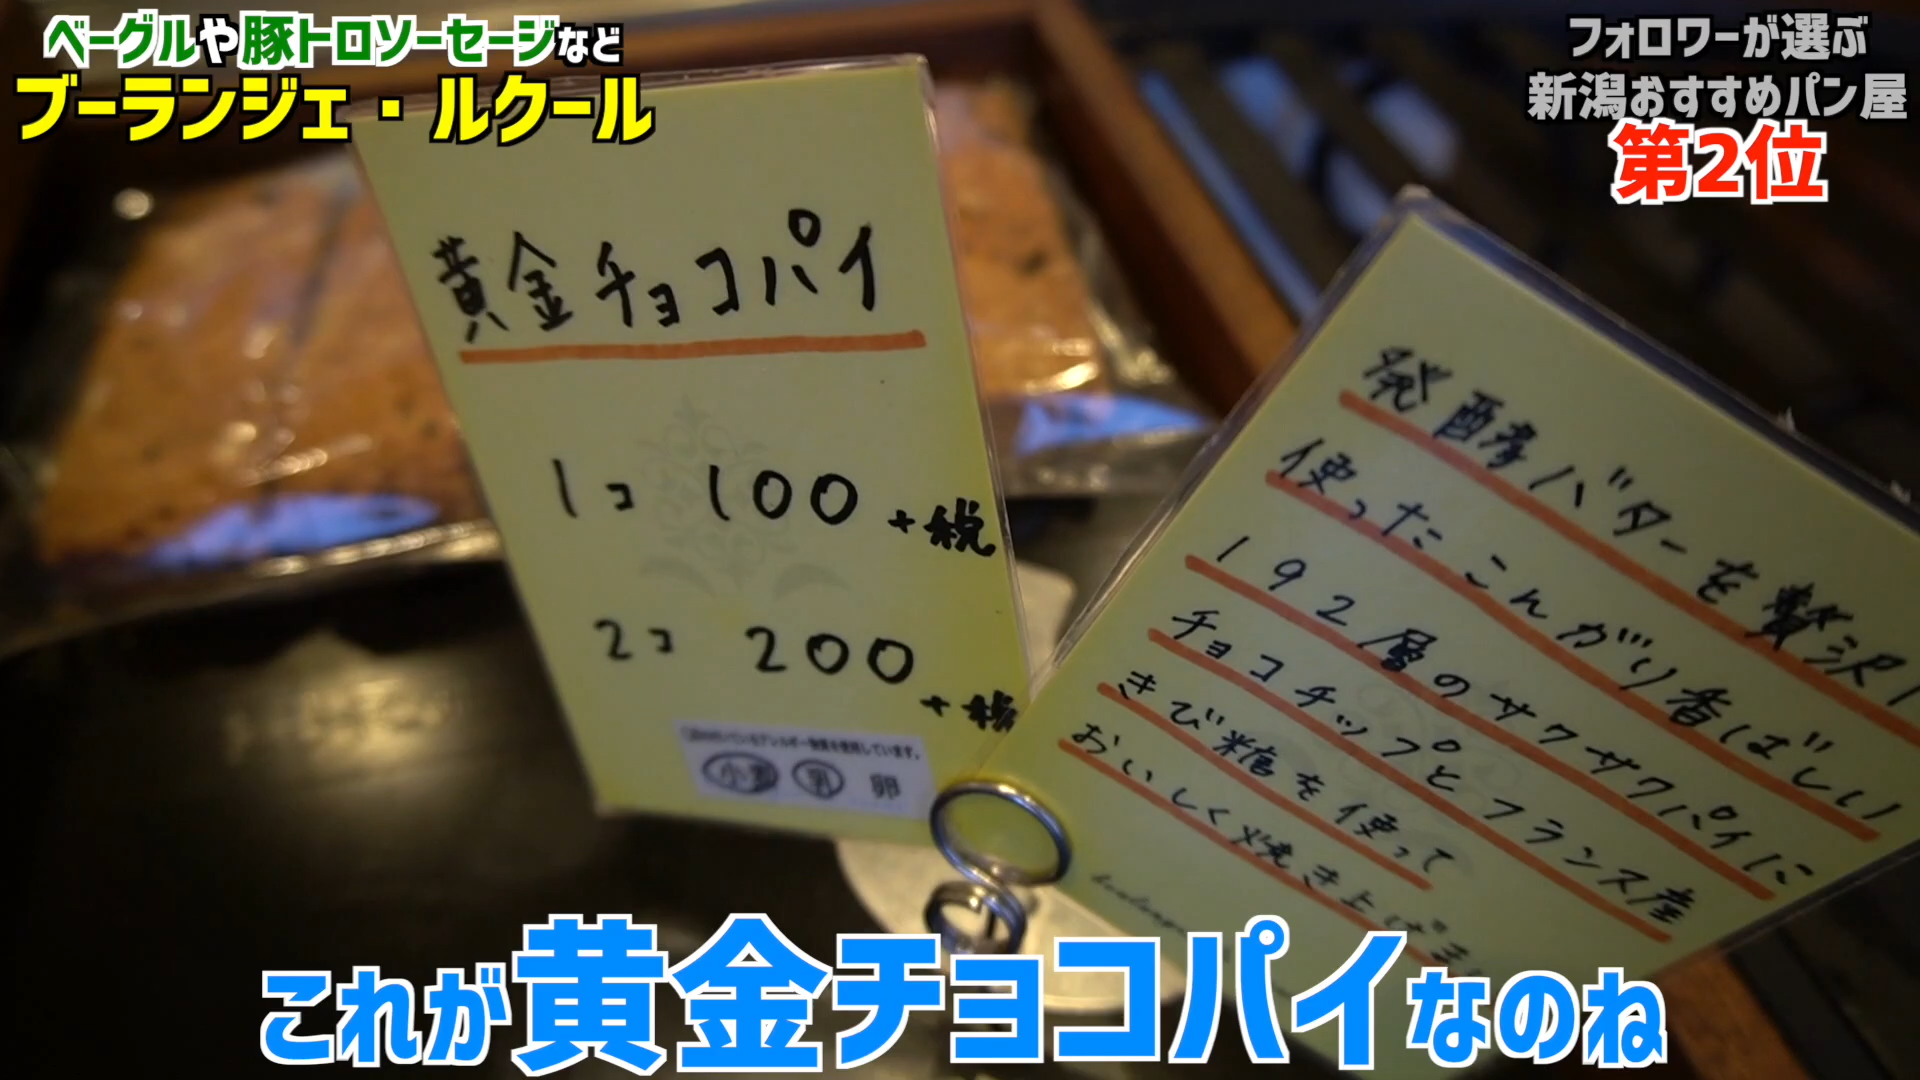 ベーグルや豚トロソーセージなど
ブーランジェ・ルクール
フォロワーが選ぶ
新潟おすすめパン屋
第2位
黄金チョコパイ
1コ 100 +税
2コ 200 +税
小麦 乳 卵
発酵バターを贅沢に
使ったこんがり香ばしい
192層のサクサクパイに
チョコチップとフランス産
きび糖を使って
おいしく焼き上げま
これが黄金チョコパイなのね